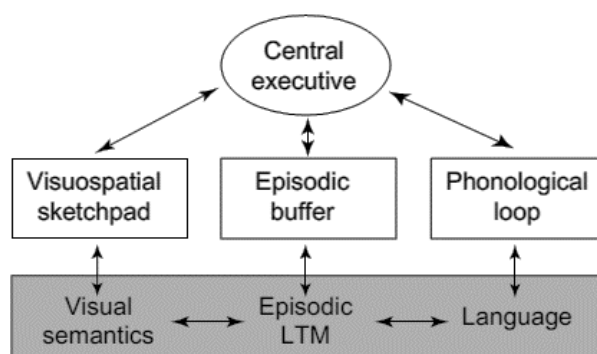 Central
executive
Visuospatial
sketchpad
Episodic
buffer
Phonological
loop
Visual
semantics
Episodic
LTM
Language